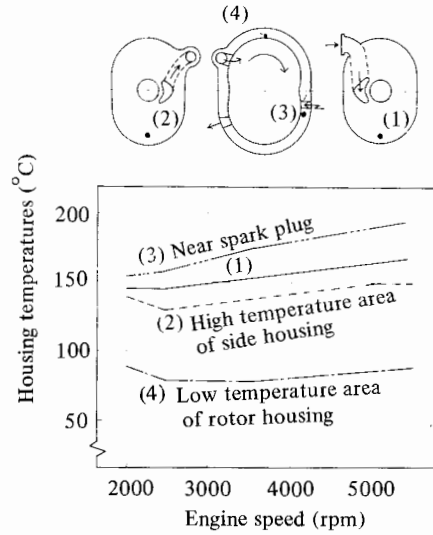 (4)
(2)
(3)
(1)
Housing temperatures (°C)
200
150
100
50
(3) Near spark plug
(1)
(2) High temperature area
of side housing
(4) Low temperature area
of rotor housing
2000 3000 4000 5000
Engine speed (rpm)